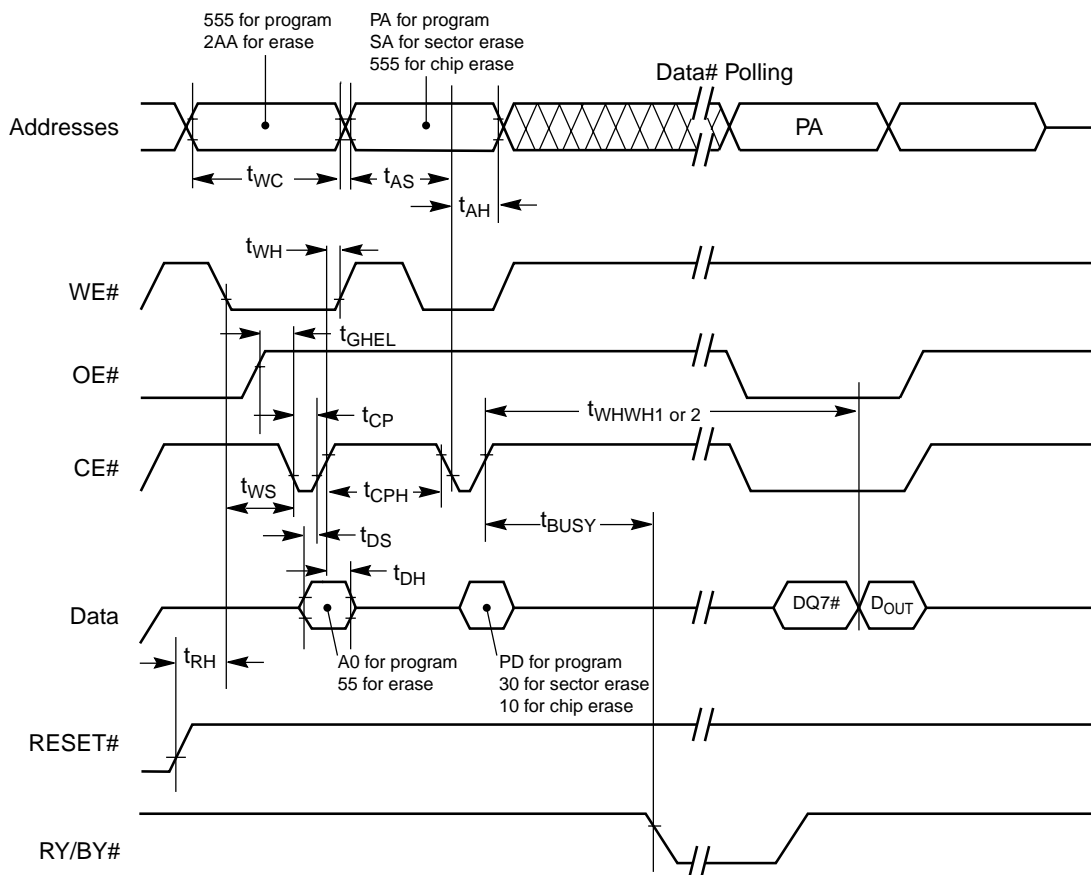 555 for program
2AA for erase
PA for program
SA for sector erase
555 for chip erase
Data# Polling
Addresses
PA
tWC
tAS
tAH
tWH
WE#
tGHEL
OE#
tCP
tWHWH1 or 2
CE#
tWS
tCPH
tBUSY
tDS
tDH
Data
DQ7#
DOUT
tRH
A0 for program
55 for erase
PD for program
30 for sector erase
10 for chip erase
RESET#
RY/BY#